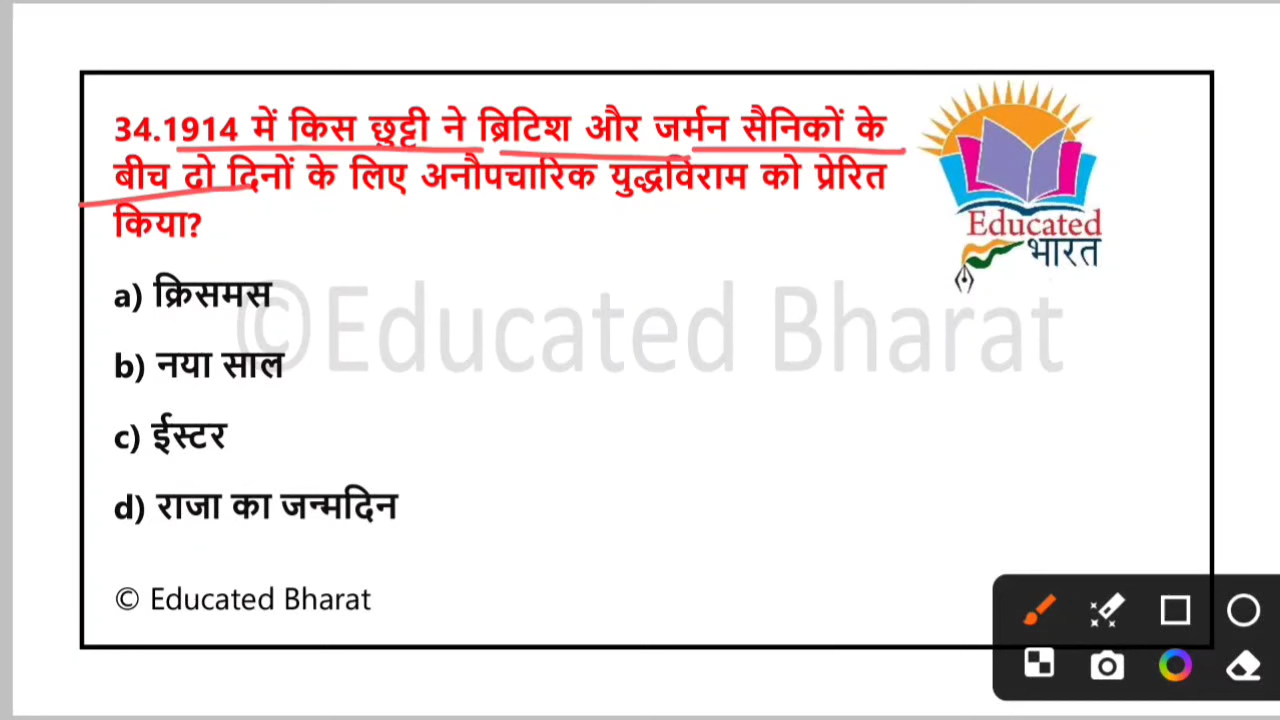 34.1914 में किस छुट्टी ने ब्रिटिश और जर्मन सैनिकों के
बीच दो दिनों के लिए अनौपचारिक युद्धविराम को प्रेरित
किया?
Educated
भारत
a) क्रिसमस
©Educated Bharat
b) नया साल
c) ईस्टर
d) राजा का जन्मदिन
© Educated Bharat